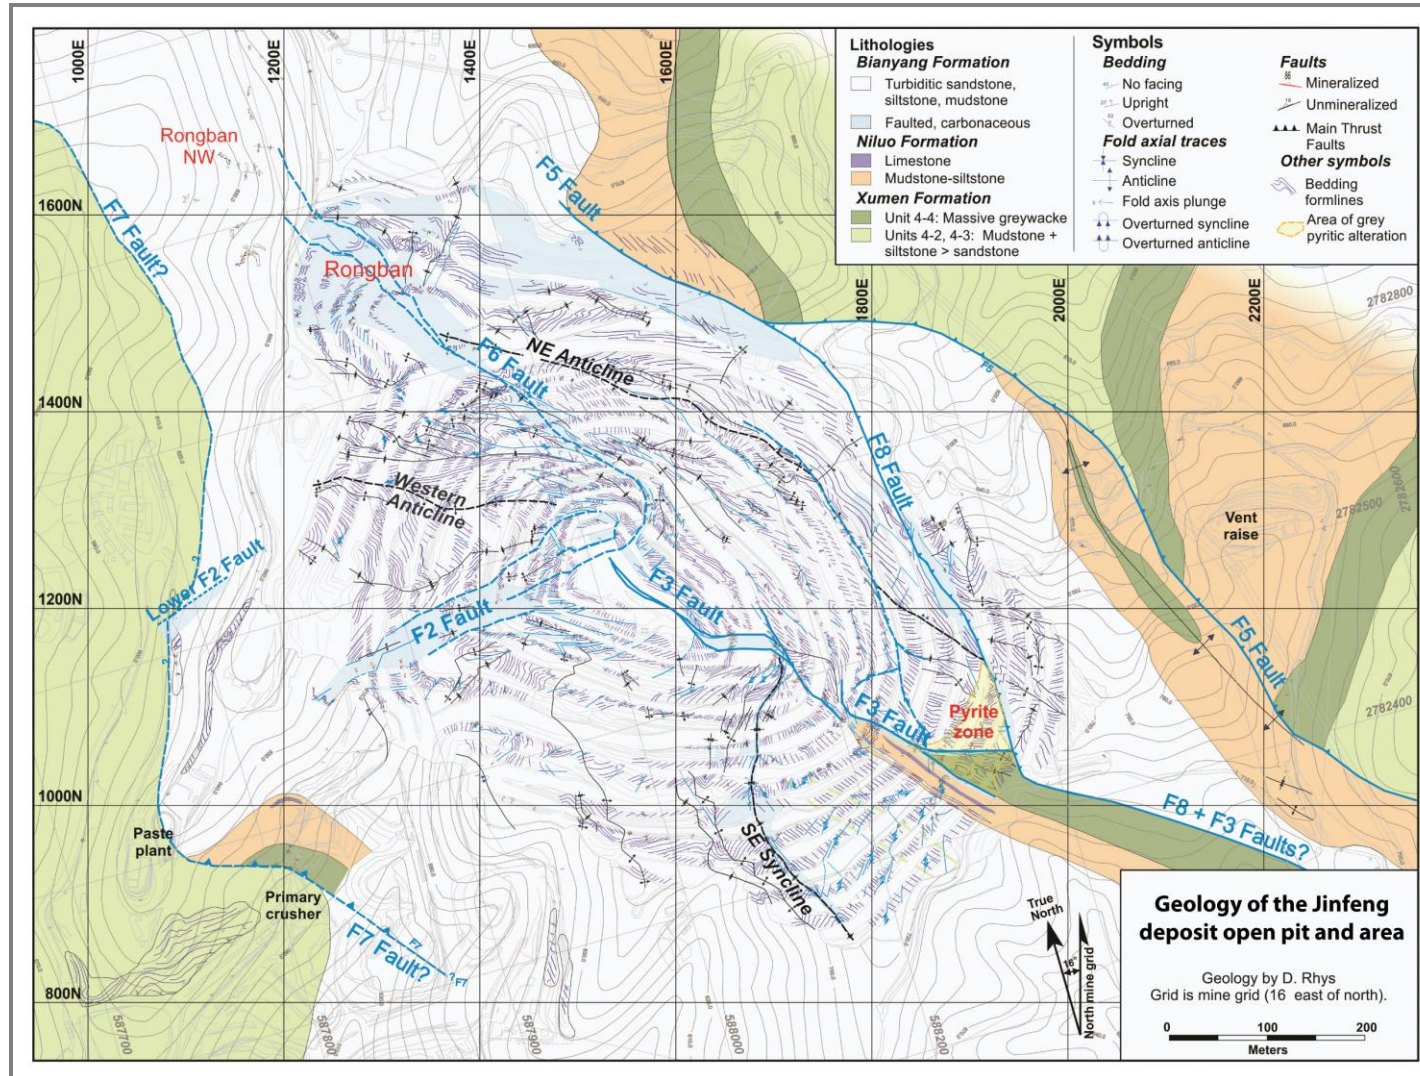 1000E
1200E
1400E
1600E
1800E
2000E
2200E
1600N
1400N
1200N
1000N
800N
Lithologies
Bianyang Formation
Turbiditic sandstone,
siltstone, mudstone
Faulted, carbonaceous
Niluo Formation
Limestone
Mudstone-siltstone
Xumen Formation
Unit 4-4: Massive greywacke
Units 4-2, 4-3: Mudstone +
siltstone > sandstone
Symbols
Bedding
No facing
Upright
Overturned
Fold axial traces
Syncline
Anticline
Fold axis plunge
Overturned syncline
Overturned anticline
Faults
Mineralized
Unmineralized
Main Thrust
Faults
Other symbols
Bedding
formlines
Area of grey
pyritic alteration
Rongban
NW
F7 Fault?
F5 Fault
Rongban
F6 Fault
NE Anticline
F5
2782800
F8 Fault
Western
Anticline
2782600
2782500
Vent
raise
Lower F2 Fault
?
F3 Fault
F2 Fault
?
F5 Fault
2782400
F3 Fault
Pyrite
zone
F8 + F3 Faults?
Paste
plant
SE Syncline
Primary
crusher
F7 Fault?
F7
?
F7
587700
587800
587900
588000
588200
True
North
16°
North mine grid
Geology of the Jinfeng
deposit open pit and area
Geology by D. Rhys
Grid is mine grid (16 east of north).
0 100 200
Meters